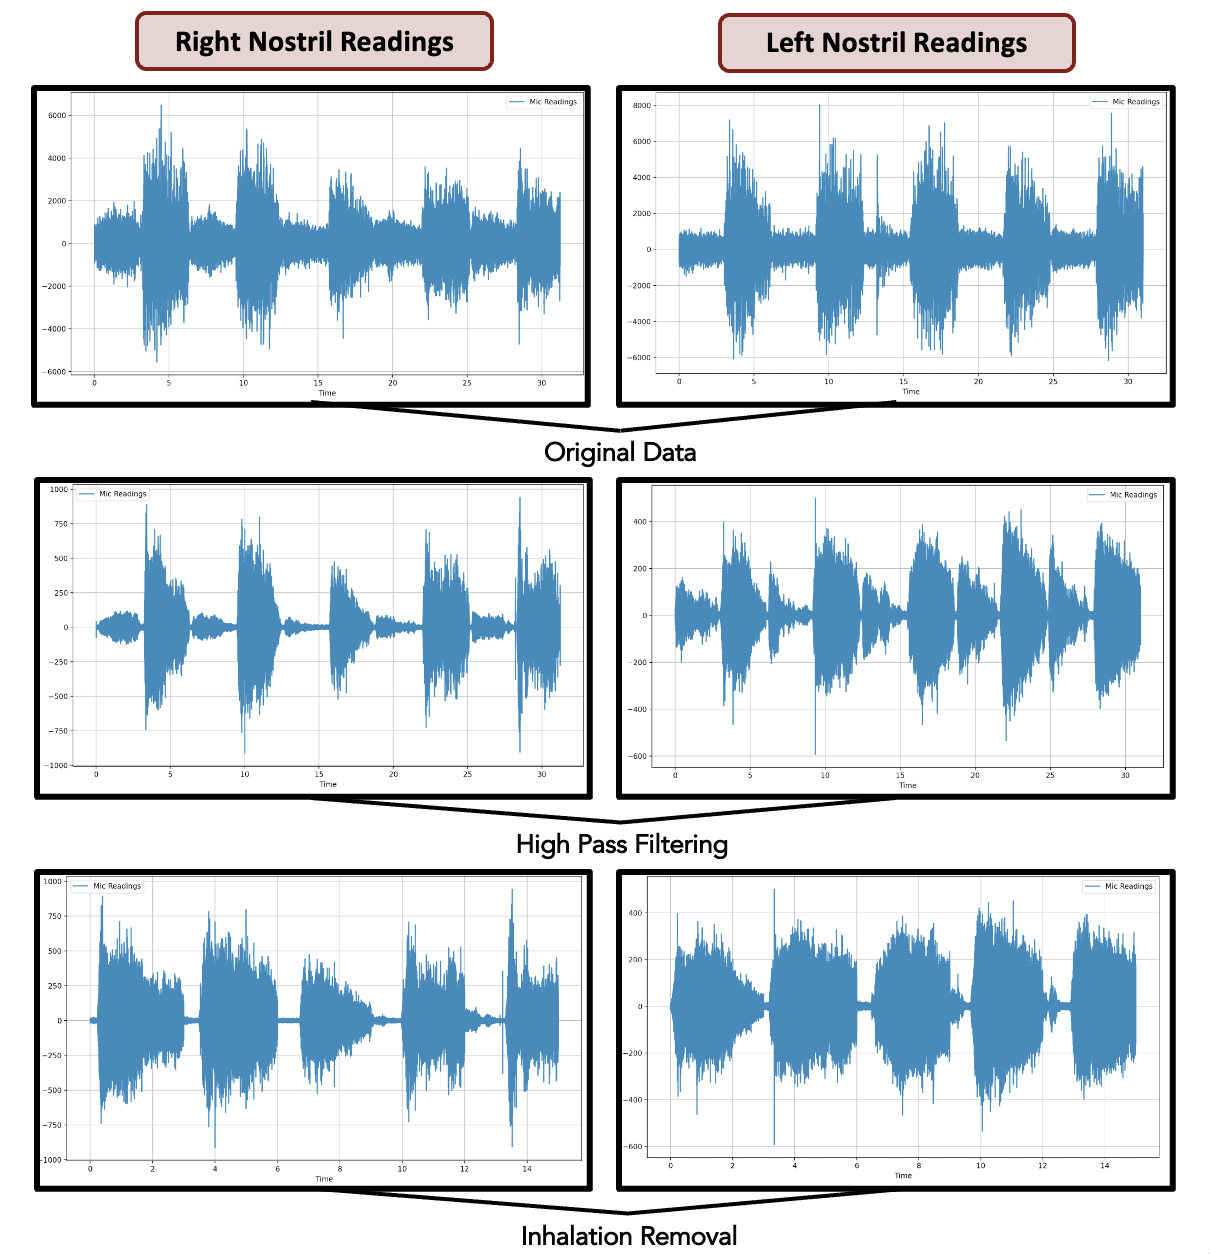 Right Nostril Readings
Left Nostril Readings
Mic Readings
6000
4000
2000
0
−2000
−4000
−6000
0 5 10 15 20 25 30
Time
Mic Readings
8000
6000
4000
2000
0
−2000
−4000
−6000
0 5 10 15 20 25 30
Time
Original Data
Mic Readings
1000
750
500
250
0
−250
−500
−750
−1000
0 5 10 15 20 25 30
Time
Mic Readings
400
200
0
−200
−400
−600
0 5 10 15 20 25 30
Time
High Pass Filtering
Mic Readings
1000
750
500
250
0
−250
−500
−750
−1000
0 2 4 6 8 10 12 14
Time
Mic Readings
400
200
0
−200
−400
−600
0 2 4 6 8 10 12 14
Time
Inhalation Removal